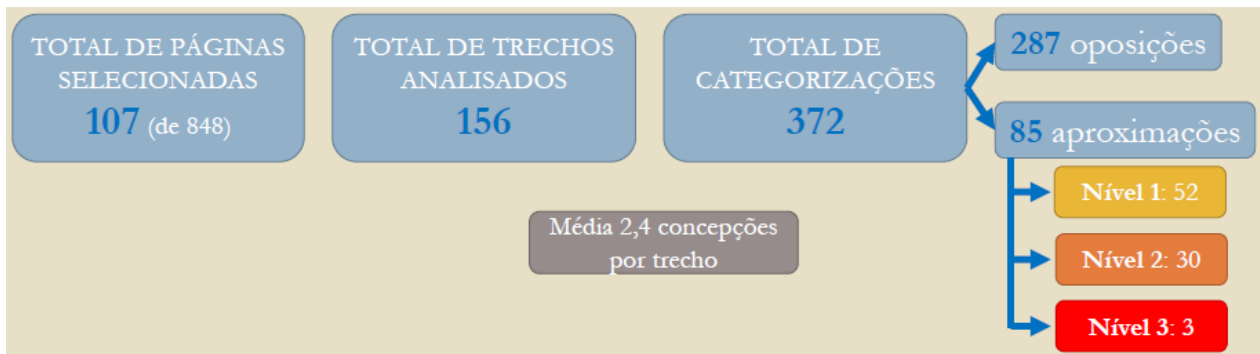 TOTAL DE PÁGINAS
SELECIONADAS
107 (de 848)
TOTAL DE TRECHOS
ANALISADOS
156
TOTAL DE
CATEGORIZAÇÕES
372
287 oposições
85 aproximações
Nível 1: 52
Nível 2: 30
Nível 3: 3
Média 2,4 concepções
por trecho